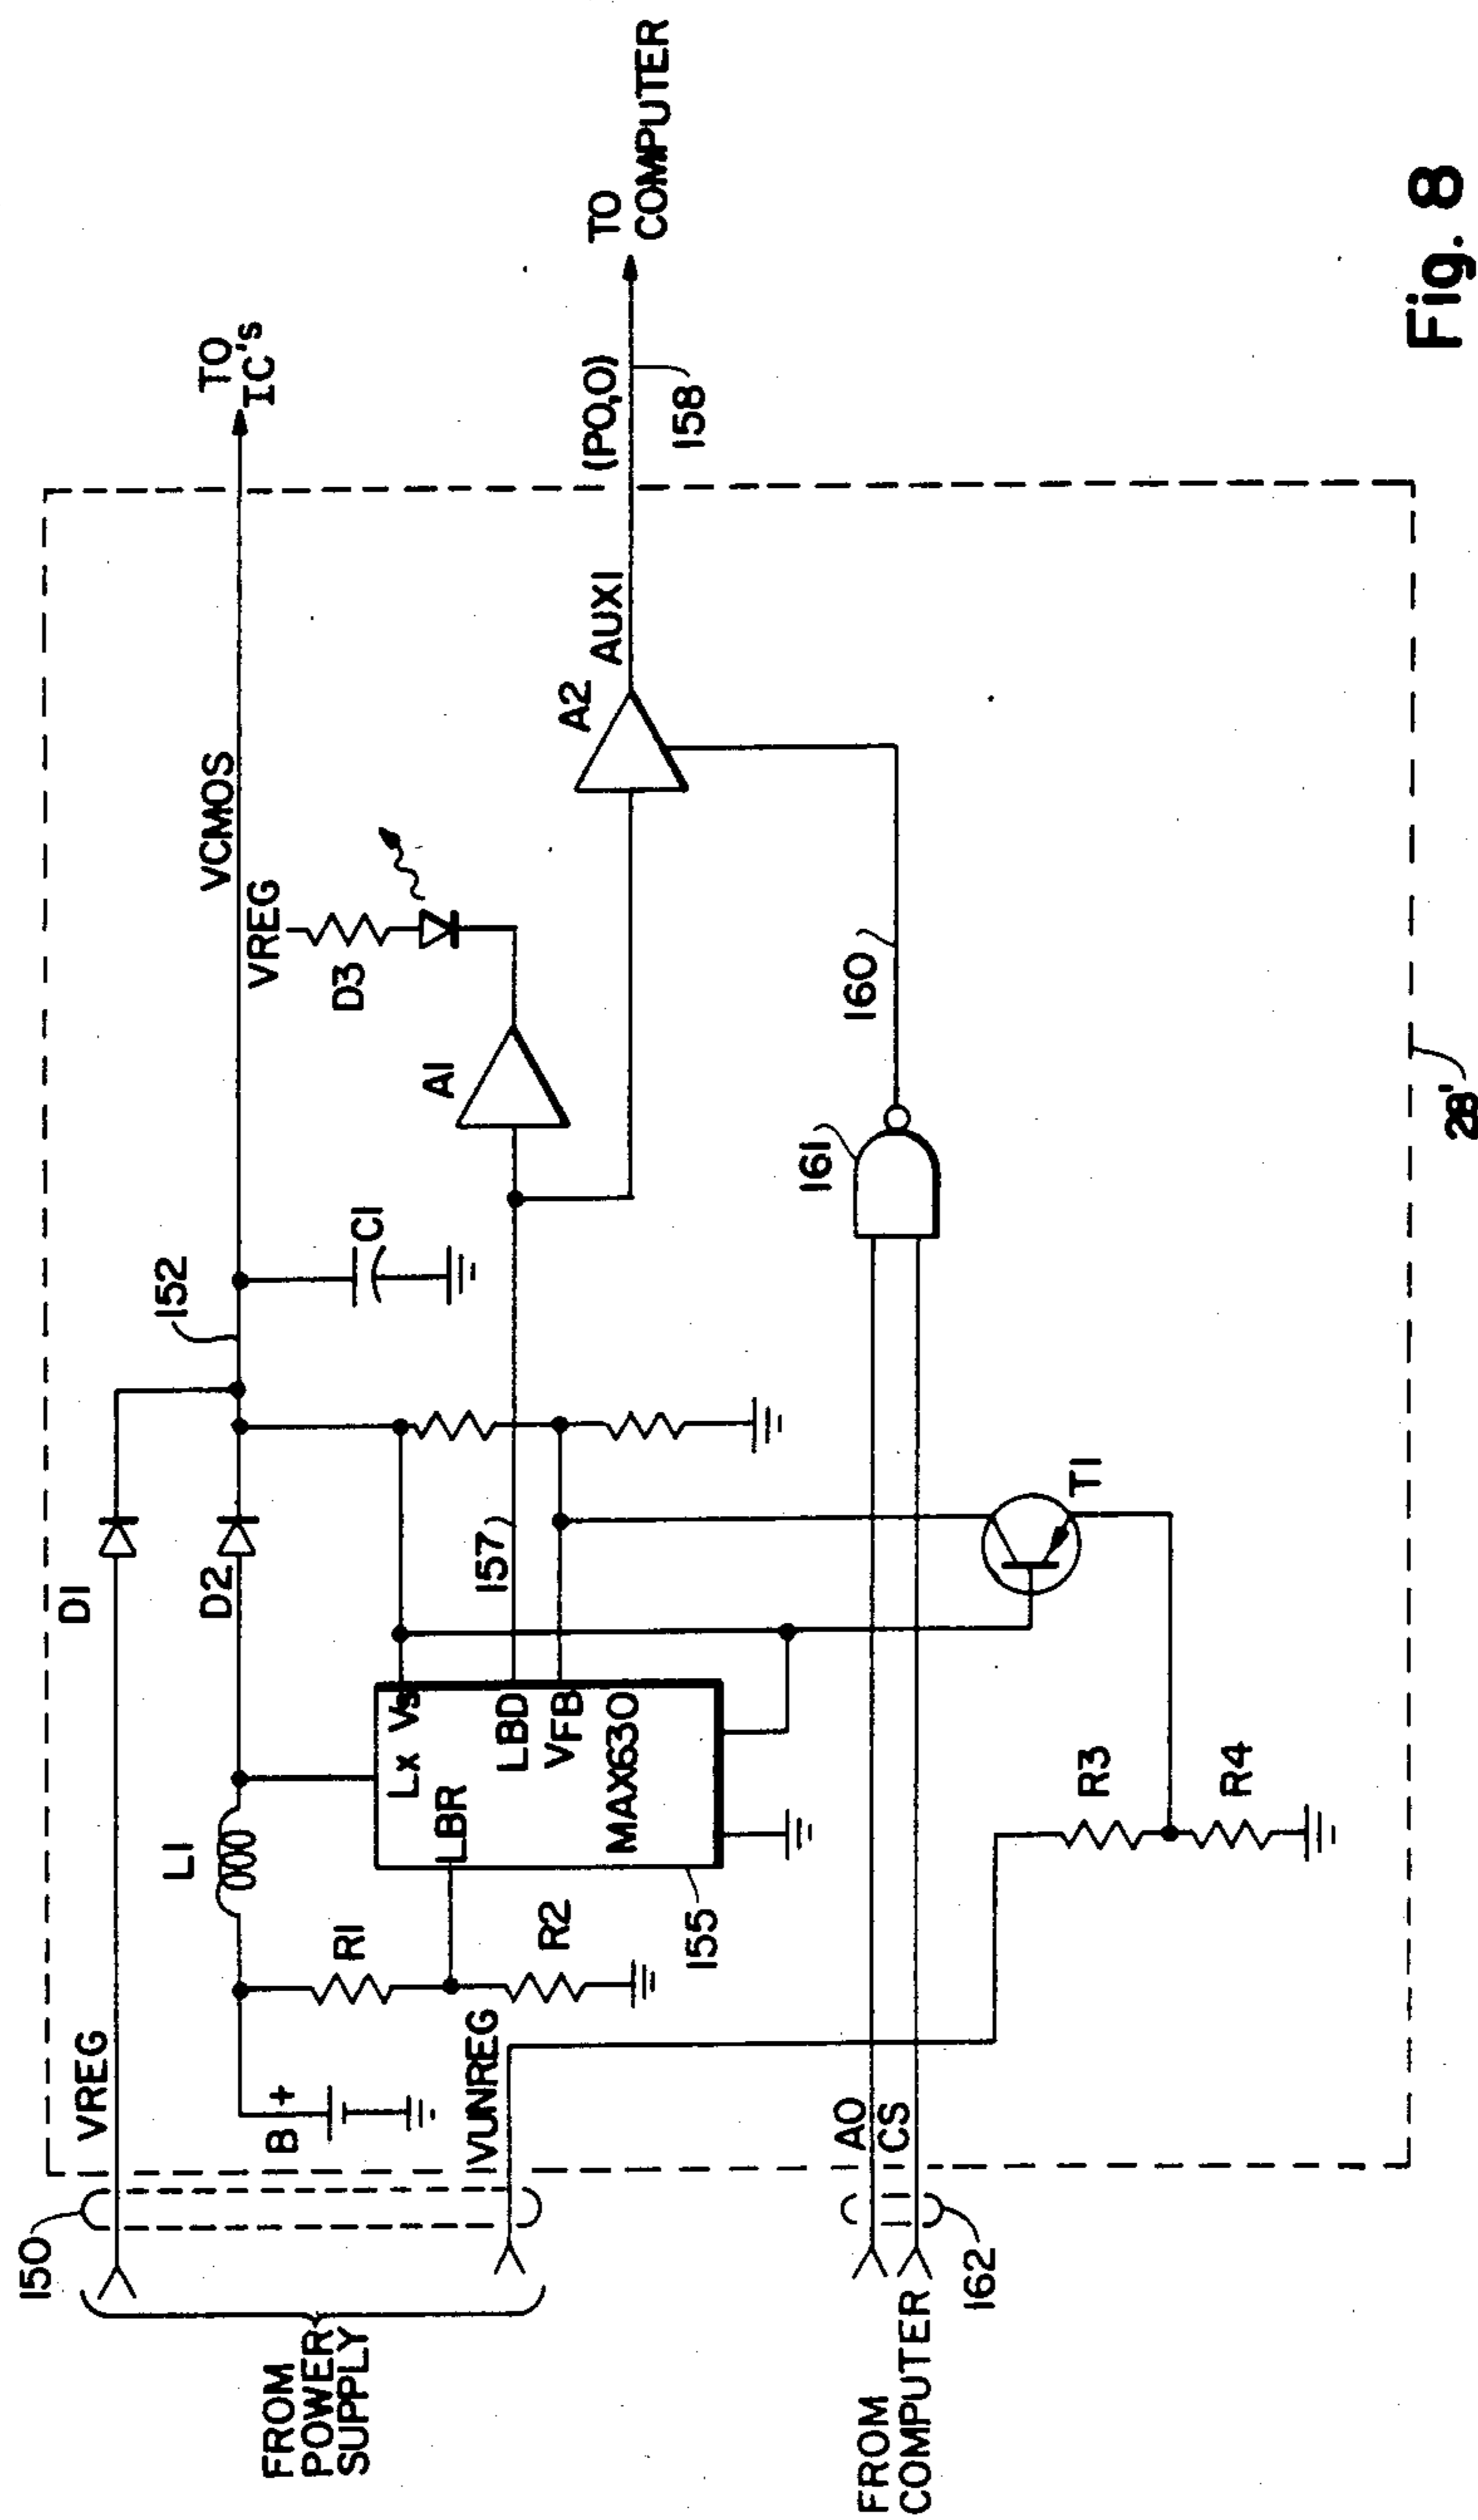 150
FROM
POWER
SUPPLY
VREG
B +
VUNREG
L1
R1
R2
D1
D2
152
VCMOS
TO
IC's
C1
VREG
D3
Lx Vs
LBR
LBD
VFB
MAX630
155
157
A1
A2
AUX1
(P0,0)
158
TO
COMPUTER
FROM
COMPUTER
A0
CS
162
161
160
T1
R3
R4
28'
Fig. 8